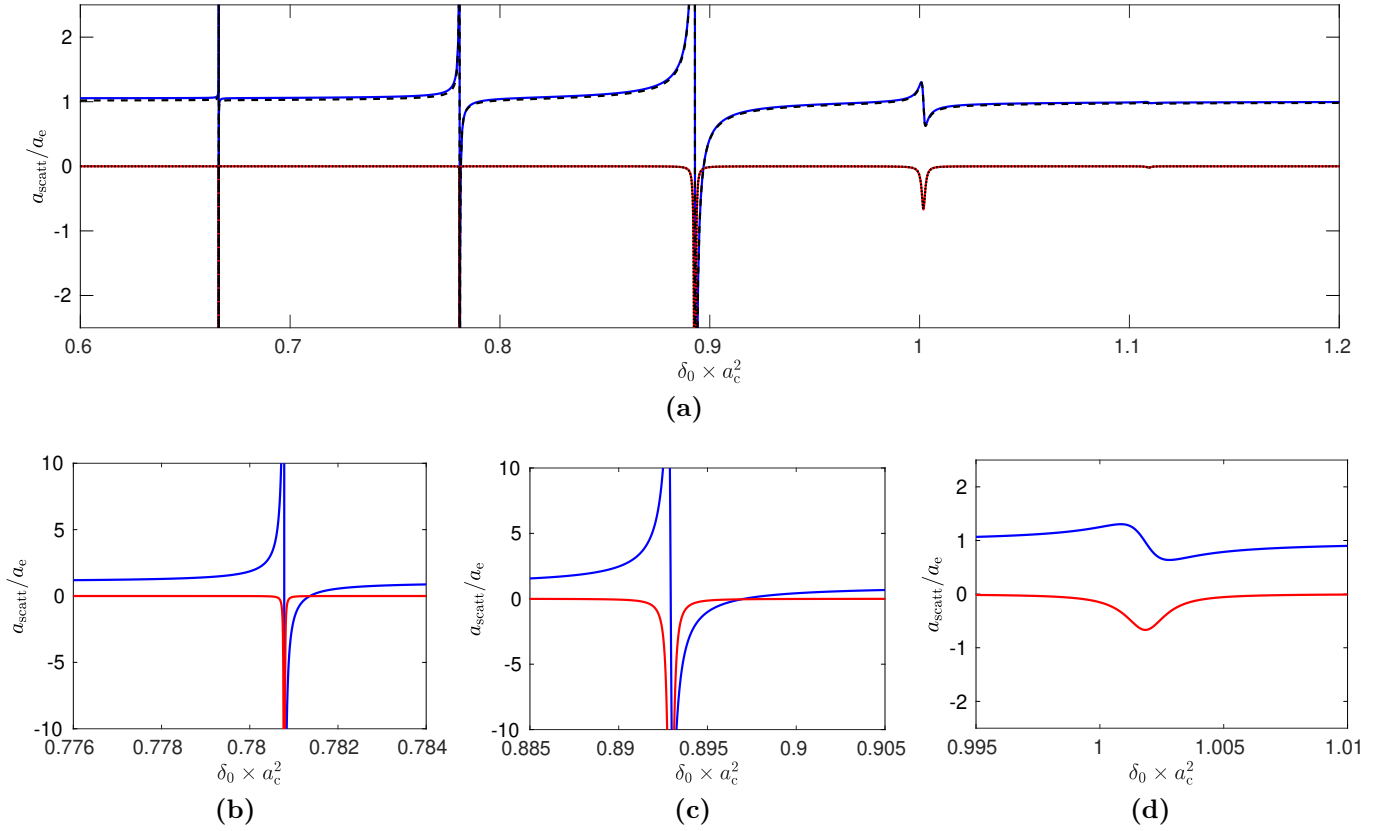 2
1
0
-1
-2
a_scatt/a_e
0.6 0.7 0.8 0.9 1 1.1 1.2
δ_0 × a_c^2
(a)
10
5
0
-5
-10
a_scatt/a_e
0.776 0.778 0.78 0.782 0.784
δ_0 × a_c^2
(b)
10
5
0
-5
-10
a_scatt/a_e
0.885 0.89 0.895 0.9 0.905
δ_0 × a_c^2
(c)
2
1
0
-1
-2
a_scatt/a_e
0.995 1 1.005 1.01
δ_0 × a_c^2
(d)